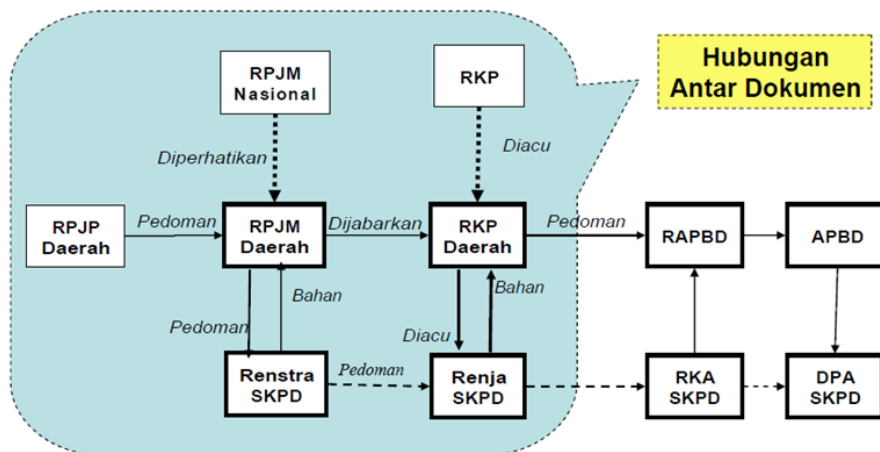 Hubungan
Antar Dokumen
RPJM
Nasional
RKP
Diperhatikan
Diacu
RPJP
Daerah
Pedoman
RPJM
Daerah
Dijabarkan
RKP
Daerah
Pedoman
RAPBD
APBD
Pedoman
Bahan
Diacu
Bahan
Renstra
SKPD
Pedoman
Renja
SKPD
RKA
SKPD
DPA
SKPD